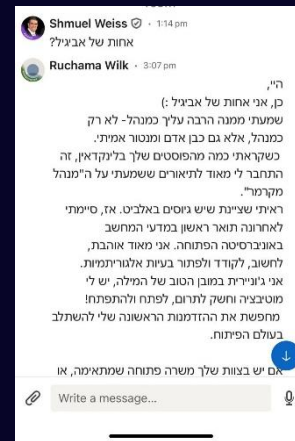 Shmuel Weiss · 1:14 pm
אחות של אביגיל?
Ruchama Wilk · 3:07 pm
היי,
כן, אני אחות של אביגיל :)
שמעתי ממנה הרבה עליך כמנהל- לא רק
כמנהל, אלא גם כבן אדם ומנטור אמיתי.
כשקראתי כמה מהפוסטים שלך בלינקדאין, זה
התחבר לי מאוד לתיאורים ששמעתי על ה"מנהל
מקרמר".
ראיתי שציינת שיש גיוסים באלביט. אז, סיימתי
לאחרונה תואר ראשון במדעי המחשב
באוניברסיטה הפתוחה. אני מאוד אוהבת,
לחשוב, לקודד ולפתור בעיות אלגוריתמיות.
אני ג'וניירית במובן הטוב של המילה, יש לי
מוטיבציה וחשק לתרום, לפתח ולהתפתח!
מחפשת את ההזדמנות הראשונה שלי להשתלב
בעולם הפיתוח.
אם יש בצוות שלך משרה פתוחה שמתאימה, או
Write a message...